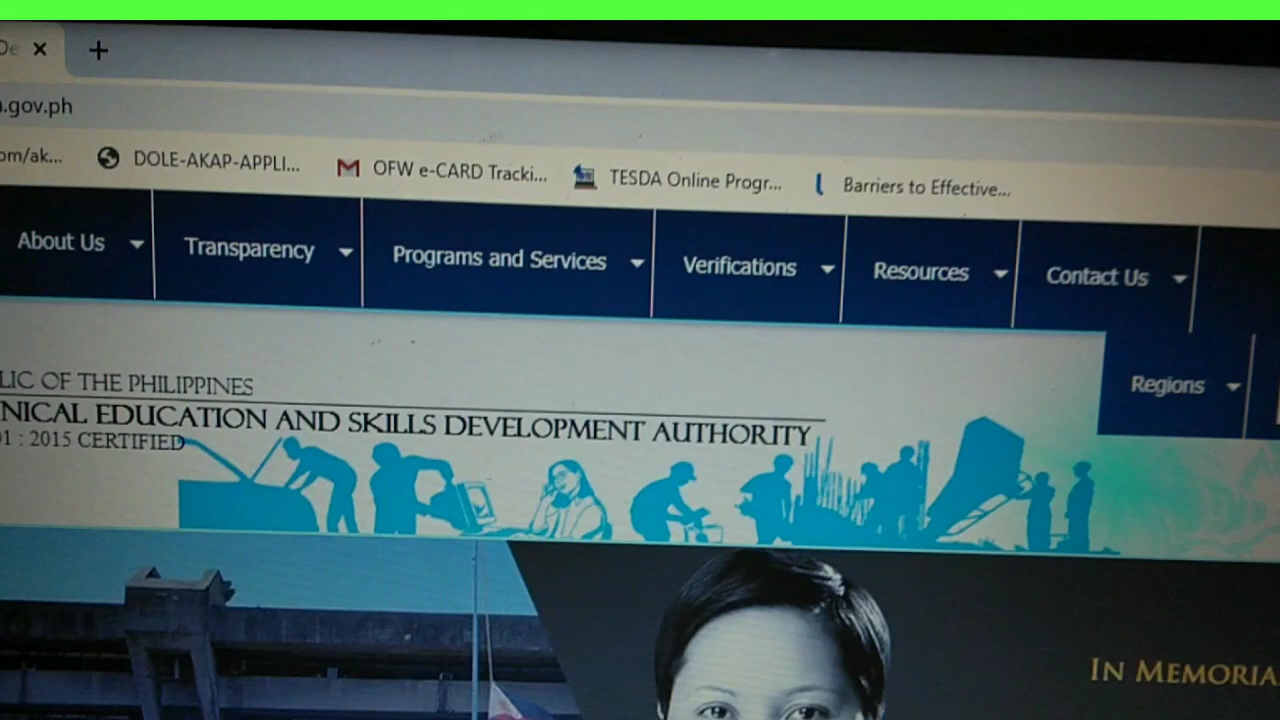 De × +
.gov.ph
om/ak... DOLE-AKAP-APPLI... OFW e-CARD Tracki... TESDA Online Progr... Barriers to Effective...
About Us Transparency Programs and Services Verifications Resources Contact Us
Regions
LIC OF THE PHILIPPINES
NICAL EDUCATION AND SKILLS DEVELOPMENT AUTHORITY
01 : 2015 CERTIFIED
IN MEMORIA